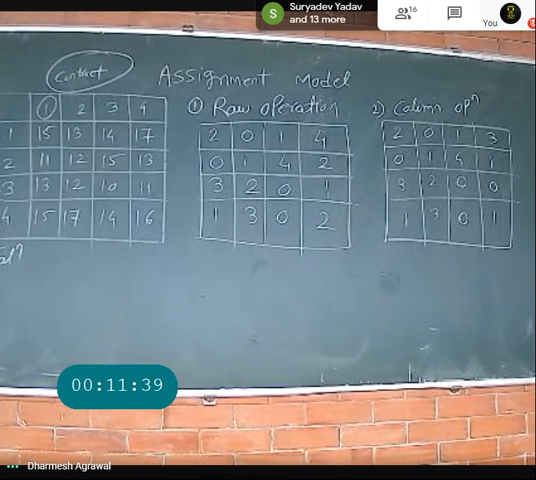 Suryadev Yadav
and 13 more
S
16
You
Contract
Assignment Model
① Raw operation
2) Column opⁿ
① 2 3 4
1 15 13 14 17
2 11 12 15 13
3 13 12 10 11
4 15 17 14 16
2 0 1 4
0 1 4 2
3 2 0 1
1 3 0 2
2 0 1 3
0 1 4 1
3 2 0 0
1 3 0 1
00:11:39
Dharmesh Agrawal